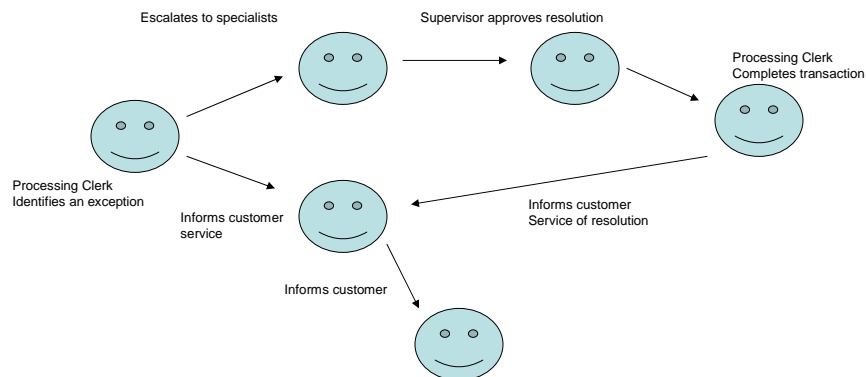 Escalates to specialists
Supervisor approves resolution
Processing Clerk
Completes transaction
Processing Clerk
Identifies an exception
Informs customer
service
Informs customer
Service of resolution
Informs customer